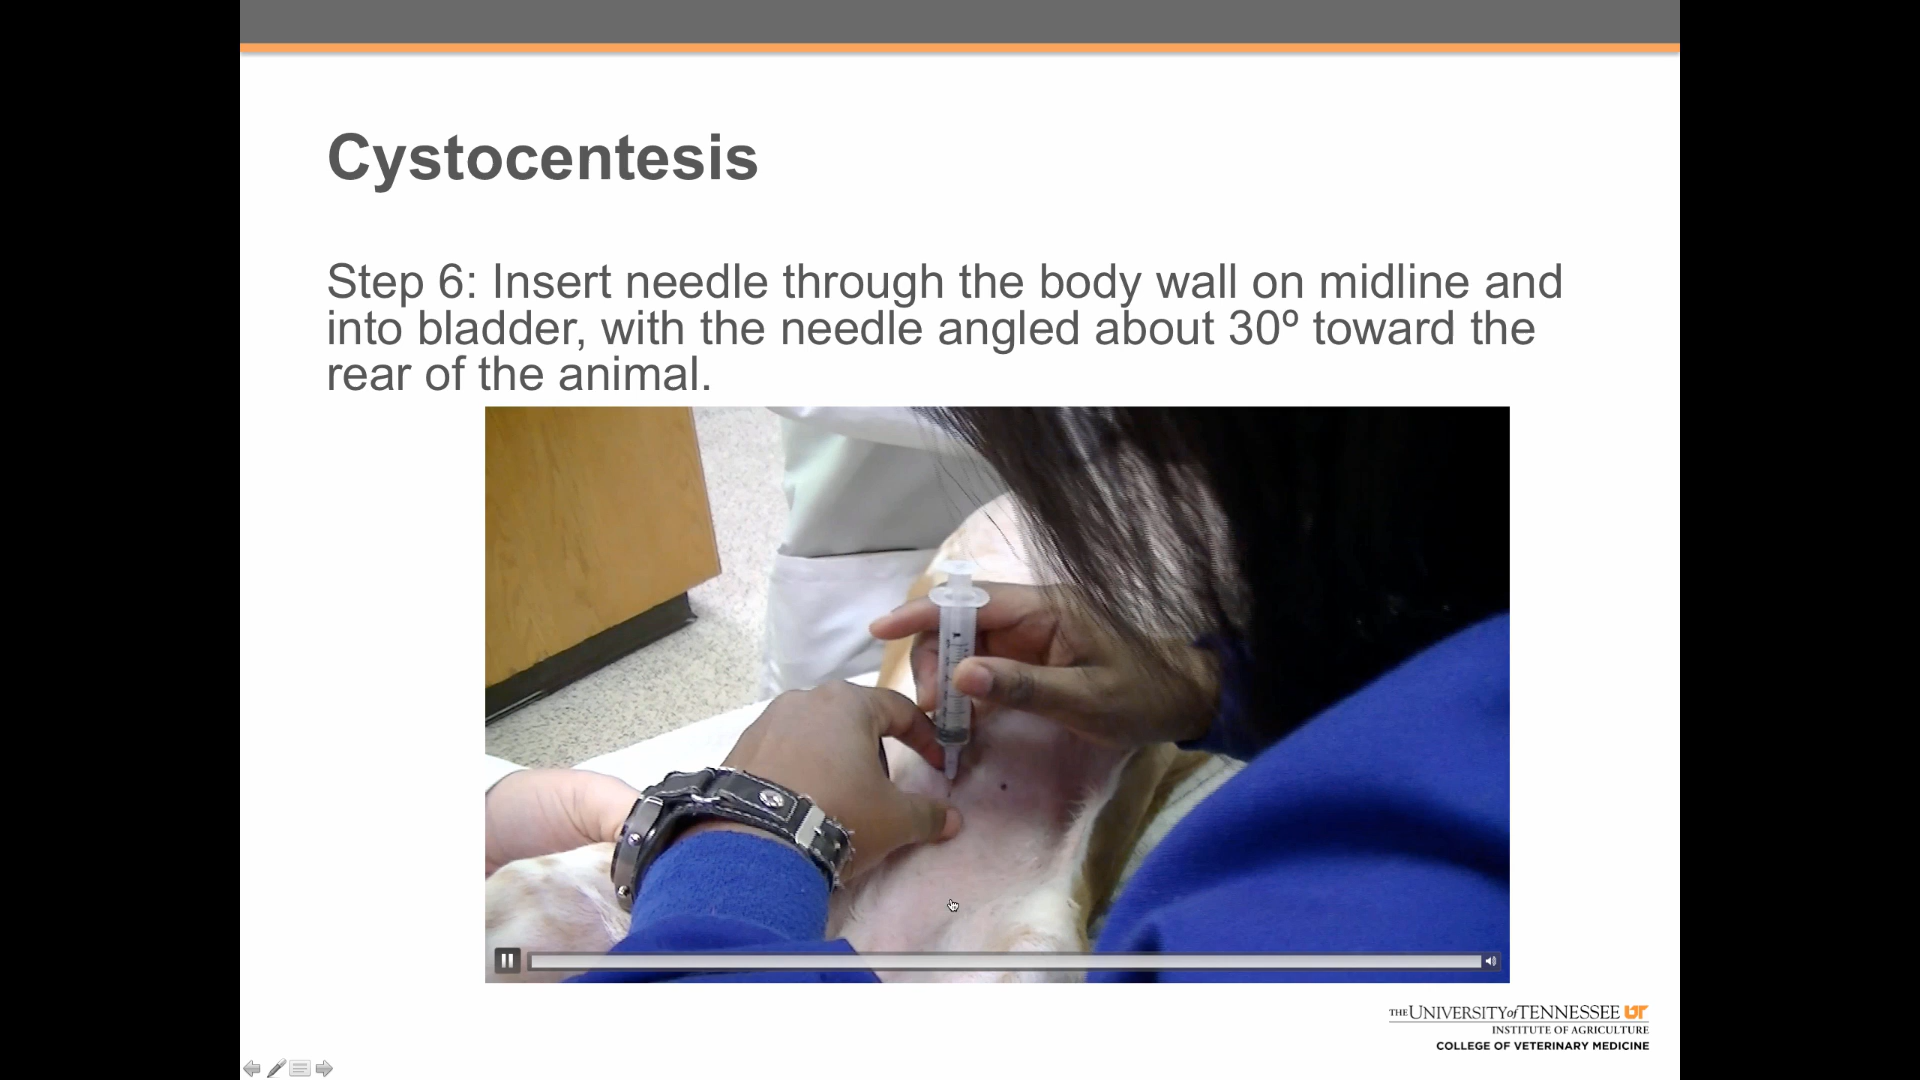 Cystocentesis
Step 6: Insert needle through the body wall on midline and
into bladder, with the needle angled about 30º toward the
rear of the animal.
THE UNIVERSITY of TENNESSEE UT
INSTITUTE OF AGRICULTURE
COLLEGE OF VETERINARY MEDICINE